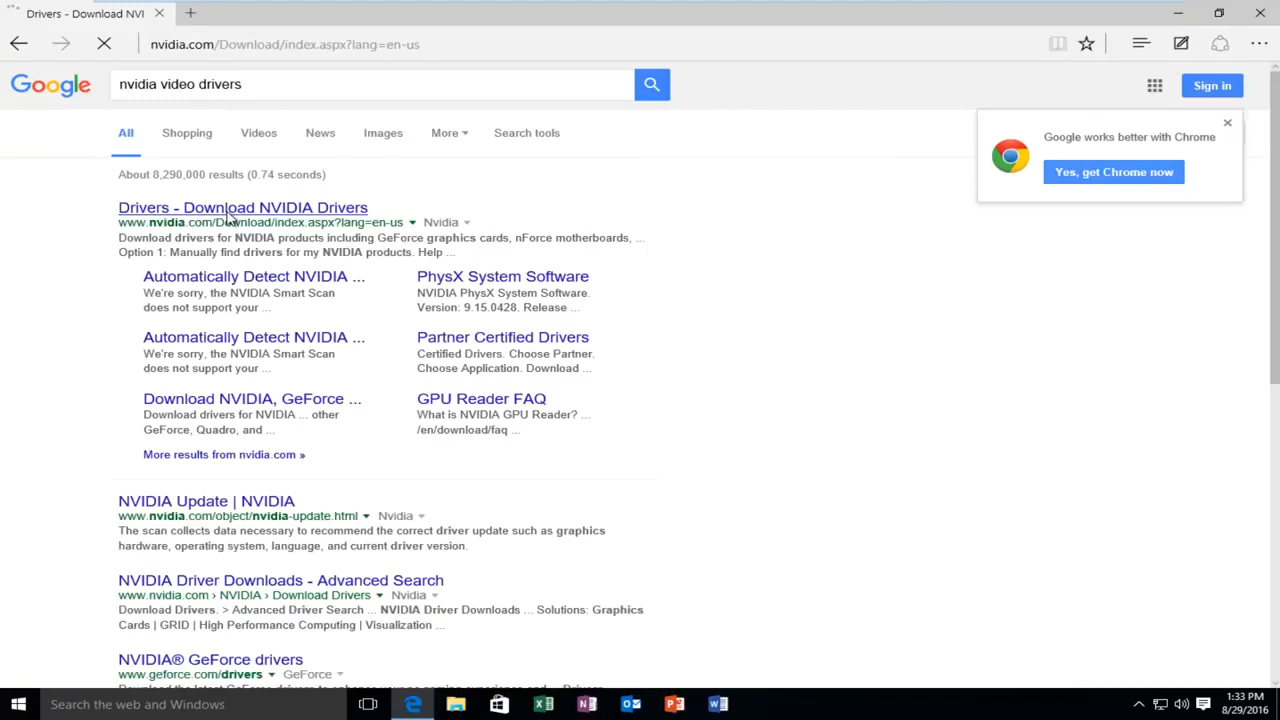 Drivers - Download NVI
nvidia.com/Download/index.aspx?lang=en-us
Google
nvidia video drivers
Sign in
All
Shopping
Videos
News
Images
More
Search tools
Google works better with Chrome
Yes, get Chrome now
About 8,290,000 results (0.74 seconds)
Drivers - Download NVIDIA Drivers
www.nvidia.com/Download/index.aspx?lang=en-us Nvidia
Download drivers for NVIDIA products including GeForce graphics cards, nForce motherboards, ...
Option 1: Manually find drivers for my NVIDIA products. Help ...
Automatically Detect NVIDIA ...
We're sorry, the NVIDIA Smart Scan
does not support your ...
PhysX System Software
NVIDIA PhysX System Software.
Version: 9.15.0428. Release ...
Automatically Detect NVIDIA ...
We're sorry, the NVIDIA Smart Scan
does not support your ...
Partner Certified Drivers
Certified Drivers. Choose Partner.
Choose Application. Download ...
Download NVIDIA, GeForce ...
Download drivers for NVIDIA ... other
GeForce, Quadro, and ...
GPU Reader FAQ
What is NVIDIA GPU Reader? ...
/en/download/faq ...
More results from nvidia.com »
NVIDIA Update | NVIDIA
www.nvidia.com/object/nvidia-update.html Nvidia
The scan collects data necessary to recommend the correct driver update such as graphics
hardware, operating system, language, and current driver version.
NVIDIA Driver Downloads - Advanced Search
www.nvidia.com › NVIDIA › Download Drivers Nvidia
Download Drivers. > Advanced Driver Search ... NVIDIA Driver Downloads ... Solutions: Graphics
Cards | GRID | High Performance Computing | Visualization ...
NVIDIA® GeForce drivers
www.geforce.com/drivers GeForce
Search the web and Windows
1:33 PM
8/29/2016